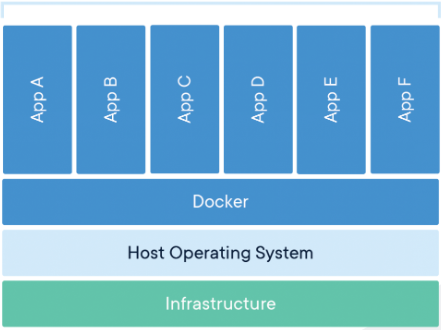 App A
App B
App C
App D
App E
App F
Docker
Host Operating System
Infrastructure